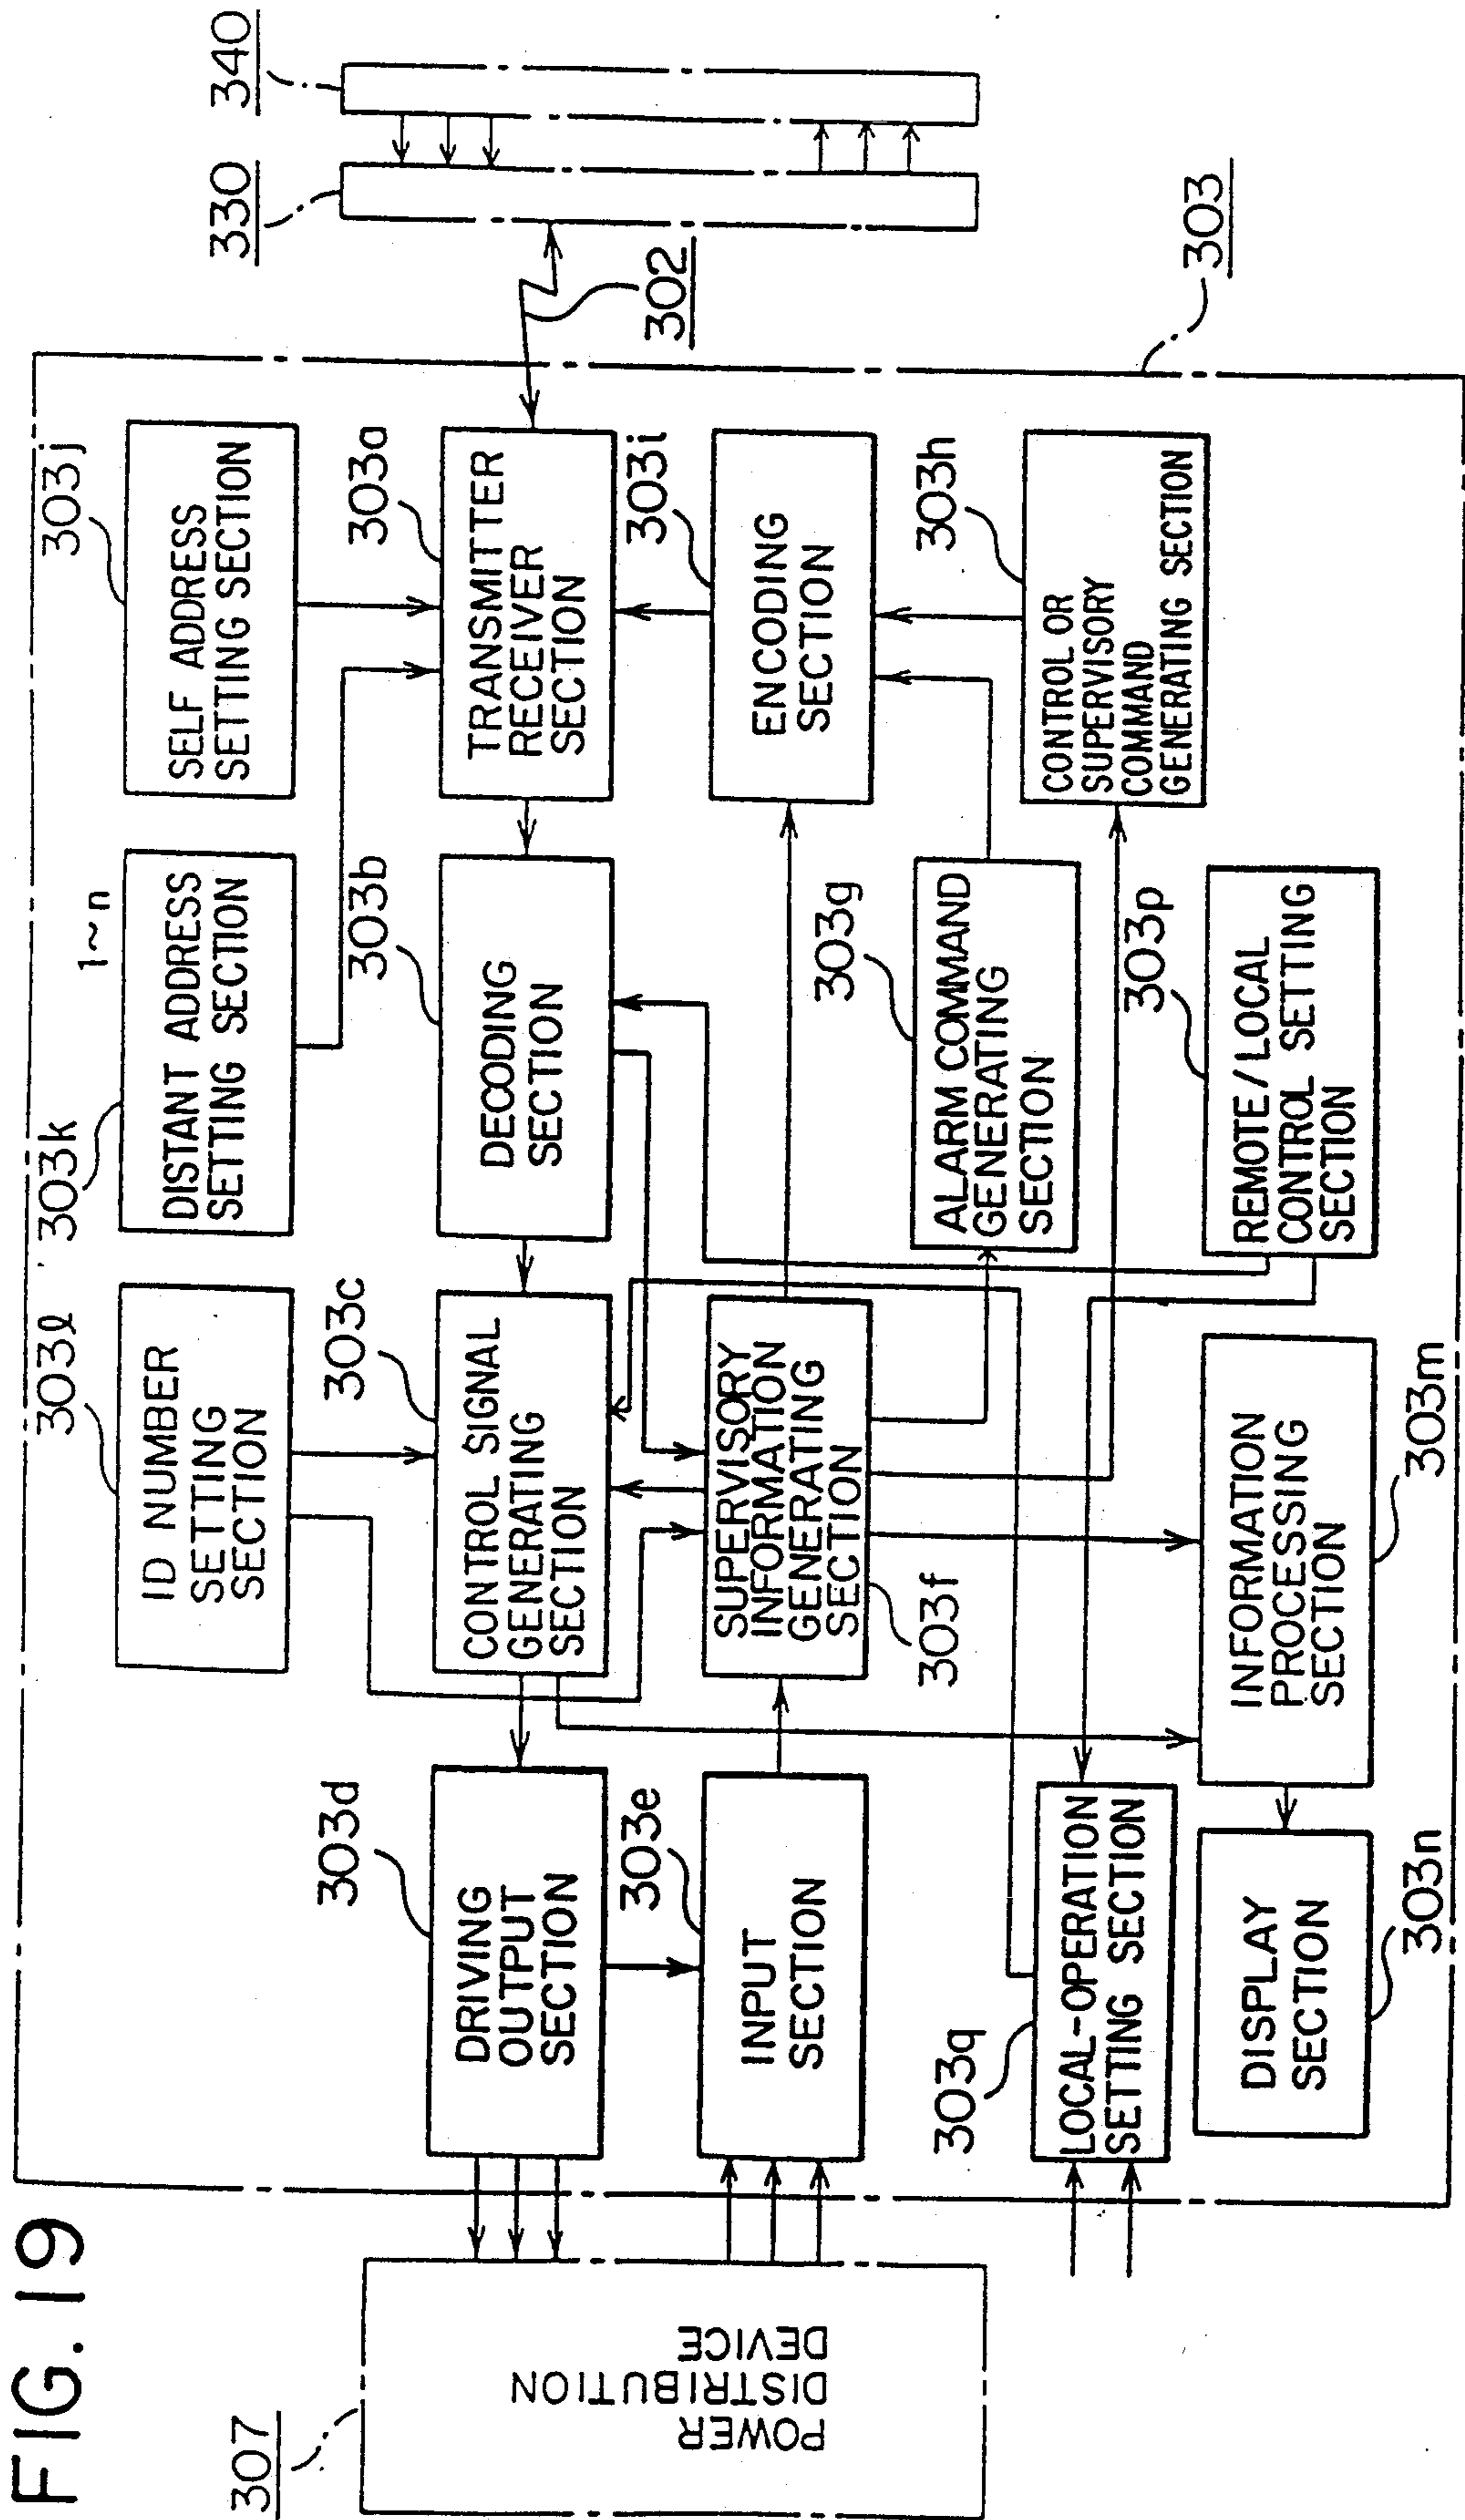 FIG. 19
307
POWER
DISTRIBUTION
DEVICE
303d
DRIVING
OUTPUT
SECTION
303e
INPUT
SECTION
303q
LOCAL-OPERATION
SETTING SECTION
DISPLAY
SECTION
303n
303l
ID NUMBER
SETTING
SECTION
303c
CONTROL SIGNAL
GENERATING
SECTION
SUPERVISORY
INFORMATION
GENERATING
SECTION
303f
INFORMATION
PROCESSING
SECTION
303m
303k
1~n
DISTANT ADDRESS
SETTING SECTION
303b
DECODING
SECTION
303g
ALARM COMMAND
GENERATING
SECTION
303p
REMOTE/LOCAL
CONTROL SETTING
SECTION
303j
SELF ADDRESS
SETTING SECTION
303a
TRANSMITTER
RECEIVER
SECTION
303i
ENCODING
SECTION
303h
CONTROL OR
SUPERVISORY
COMMAND
GENERATING SECTION
303
302
330
340